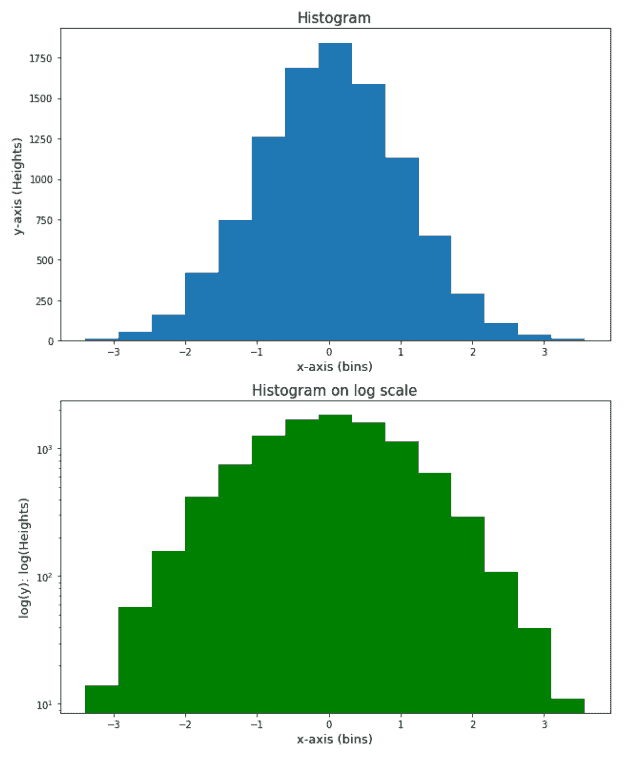 Histogram
1750
1500
1250
1000
750
500
250
0
y-axis (Heights)
−3 −2 −1 0 1 2 3
x-axis (bins)
Histogram on log scale
10³
10²
10¹
log(y): log(Heights)
−3 −2 −1 0 1 2 3
x-axis (bins)